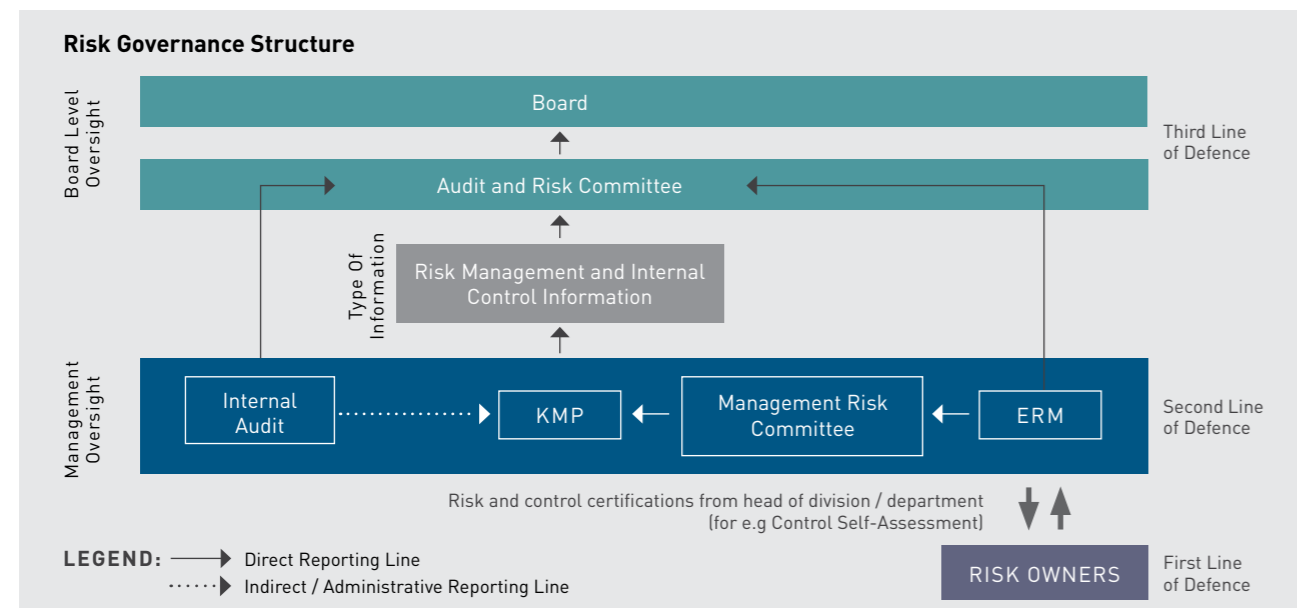 Risk Governance Structure
Board Level
Oversight
Board
Third Line
of Defence
Audit and Risk Committee
Type Of
Information
Risk Management and Internal
Control Information
Management
Oversight
Internal
Audit
KMP
Management Risk
Committee
ERM
Second Line
of Defence
Risk and control certifications from head of division / department
(for e.g Control Self-Assessment)
LEGEND:
Direct Reporting Line
Indirect / Administrative Reporting Line
RISK OWNERS
First Line
of Defence